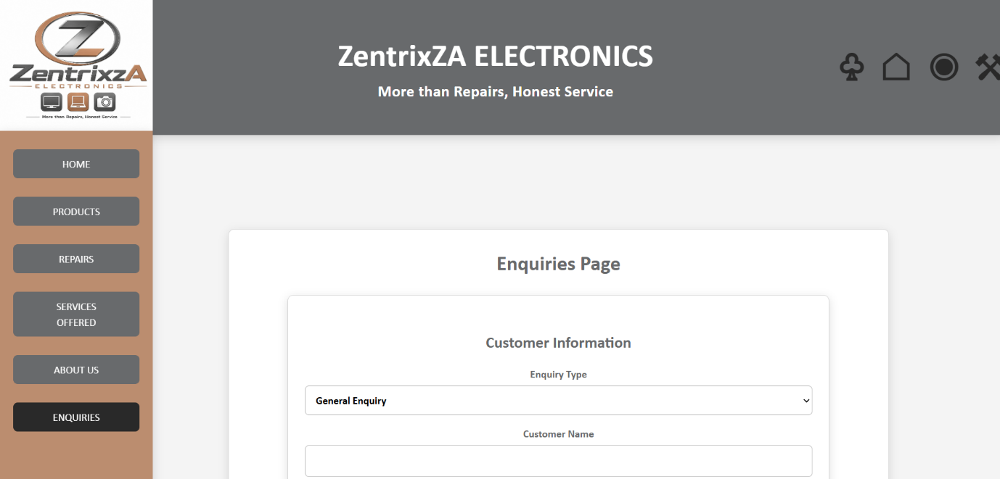 ZentrixzA
ELECTRONICS
More than Repairs, Honest Service
ZentrixZA ELECTRONICS
More than Repairs, Honest Service
HOME
PRODUCTS
REPAIRS
SERVICES
OFFERED
ABOUT US
ENQUIRIES
Enquiries Page
Customer Information
Enquiry Type
General Enquiry
Customer Name